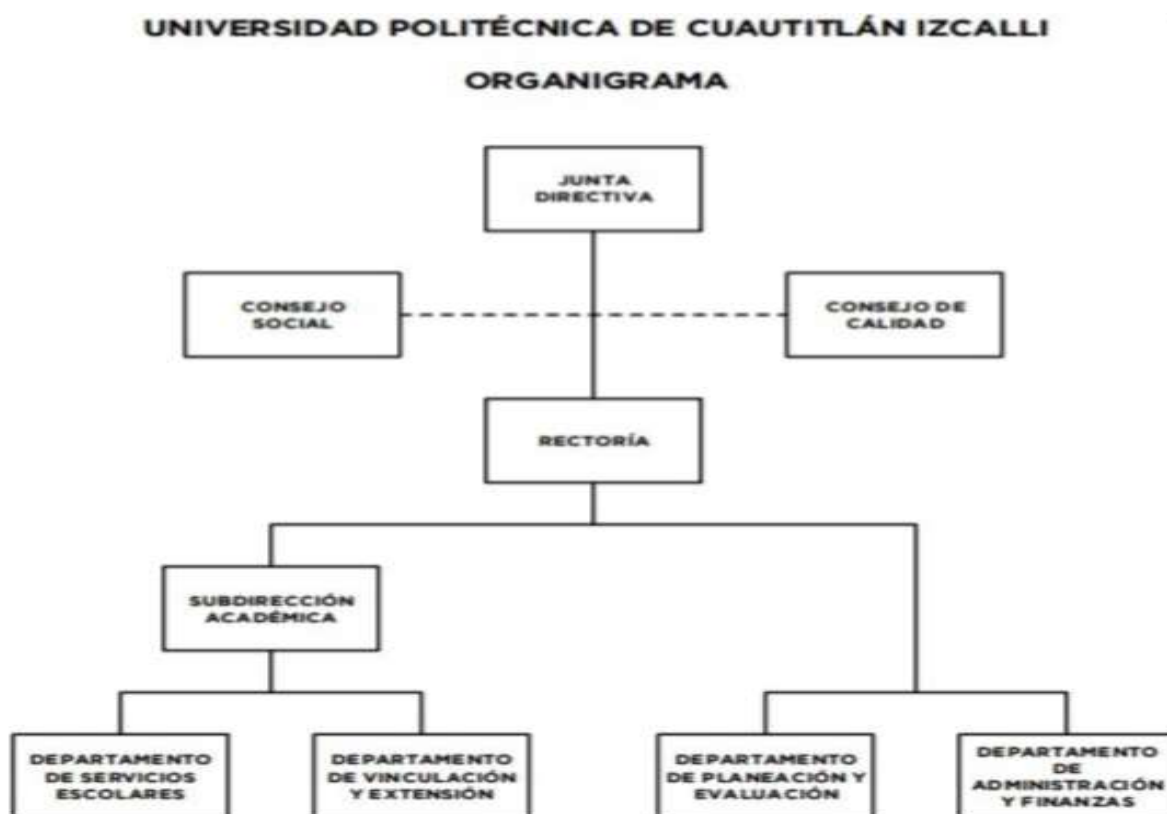 UNIVERSIDAD POLITÉCNICA DE CUAUTITLÁN IZCALLI
ORGANIGRAMA
JUNTA
DIRECTIVA
CONSEJO
SOCIAL
CONSEJO DE
CALIDAD
RECTORÍA
SUBDIRECCIÓN
ACADÉMICA
DEPARTAMENTO
DE SERVICIOS
ESCOLARES
DEPARTAMENTO
DE VINCULACIÓN
Y EXTENSIÓN
DEPARTAMENTO
DE PLANEACIÓN Y
EVALUACIÓN
DEPARTAMENTO
DE
ADMINISTRACIÓN
Y FINANZAS